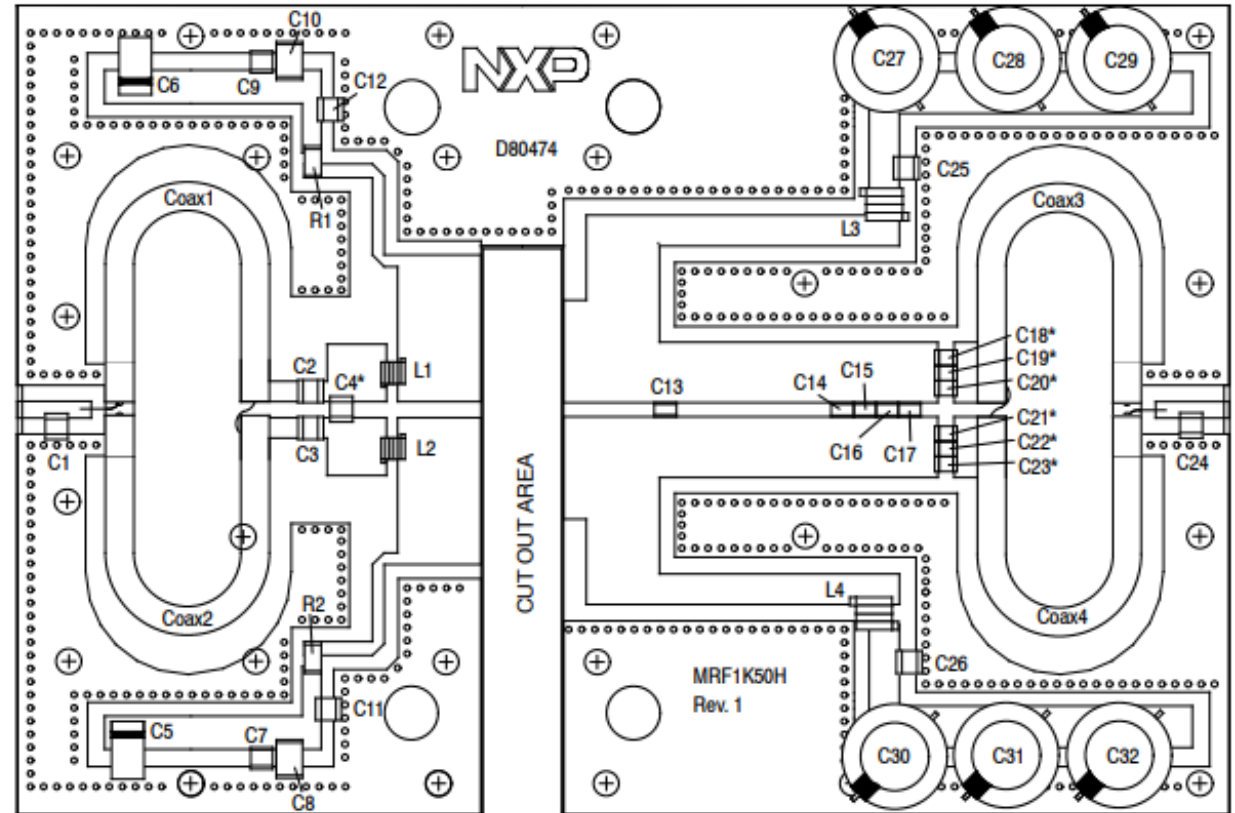 C10
C6
C9
C12
NXP
C27
C28
C29
D80474
C25
Coax1
R1
L3
Coax3
C18*
C19*
C20*
C2
C4*
L1
C13
C14
C15
C16
C17
C21*
C22*
C23*
C1
C3
L2
C24
CUT OUT AREA
Coax2
R2
L4
Coax4
C26
MRF1K50H
Rev. 1
C5
C7
C11
C8
C30
C31
C32